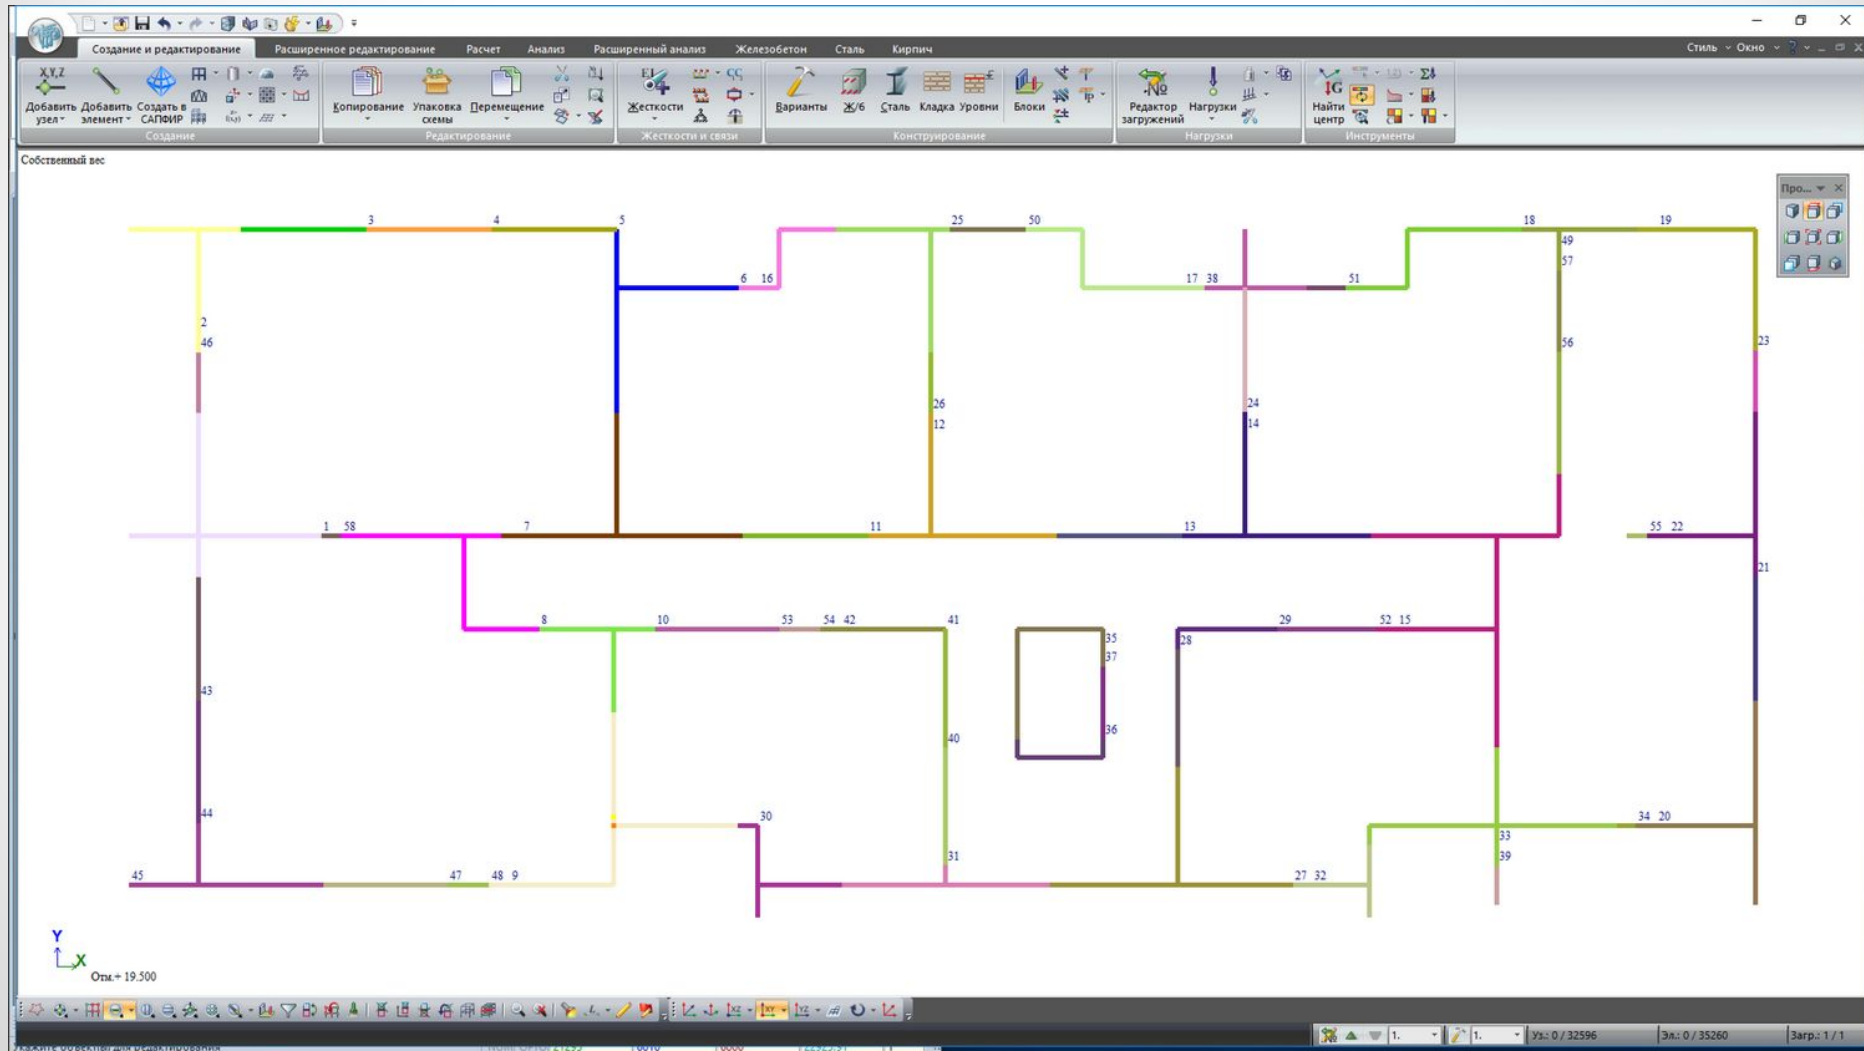 Создание и редактирование Расширенное редактирование Расчет Анализ Расширенный анализ Железобетон Сталь Кирпич Стиль Окно
Добавить узел Добавить элемент Создать в САПФИР
Создание
Копирование Упаковка схемы Перемещение
Редактирование
Жесткости
Жесткости и связи
Варианты Ж/б Сталь Кладка Уровни Блоки
Конструирование
Редактор загружений Нагрузки
Нагрузки
Найти центр
Инструменты
Собственный вес
Про...
3 4 5 25 50 18 19
49
57
6 16 17 38 51
2
46 56 23
26 24
12 14
1 58 7 11 13 55 22
21
8 10 53 54 42 41 29 52 15
35 28
37
43
36
40
44 30 34 20
33
31 39
45 47 48 9 27 32
Y
X
Отм.+ 19.500
1. 1. Уз.: 0 / 32596 Эл.: 0 / 35260 Загр.: 1 / 1